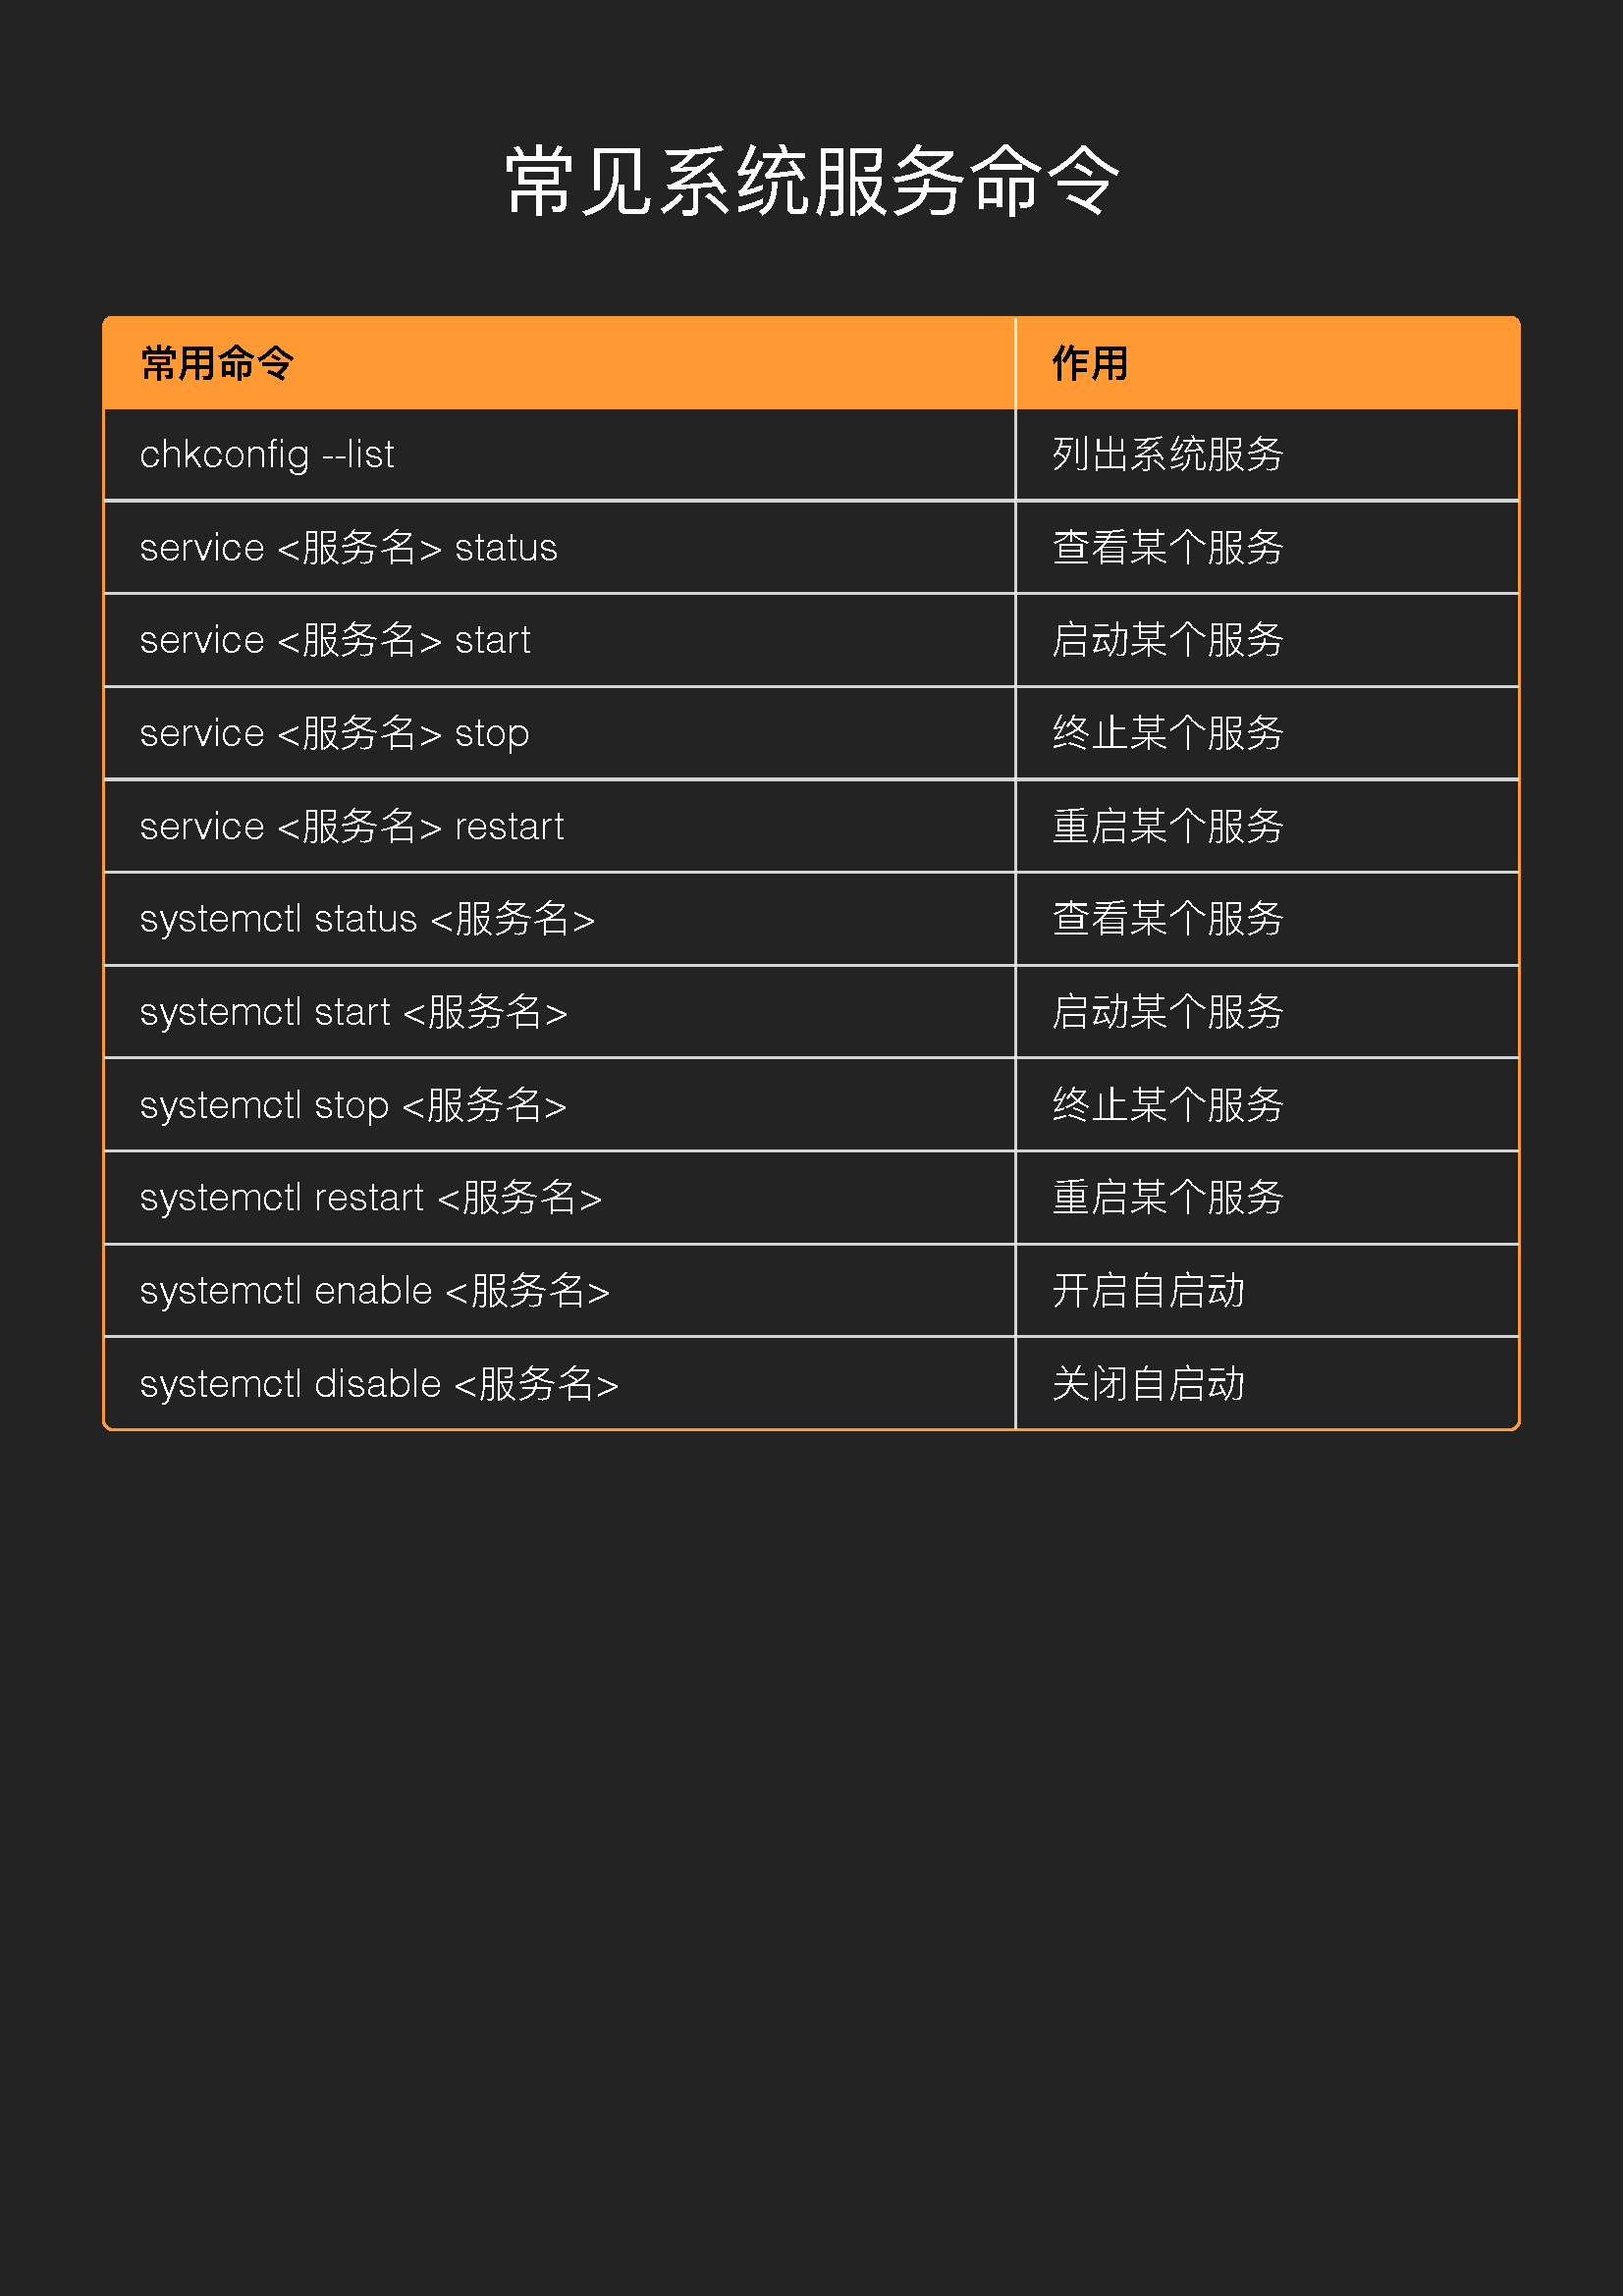 常见系统服务命令
常用命令 作用
chkconfig --list 列出系统服务
service <服务名> status 查看某个服务
service <服务名> start 启动某个服务
service <服务名> stop 终止某个服务
service <服务名> restart 重启某个服务
systemctl status <服务名> 查看某个服务
systemctl start <服务名> 启动某个服务
systemctl stop <服务名> 终止某个服务
systemctl restart <服务名> 重启某个服务
systemctl enable <服务名> 开启自启动
systemctl disable <服务名> 关闭自启动